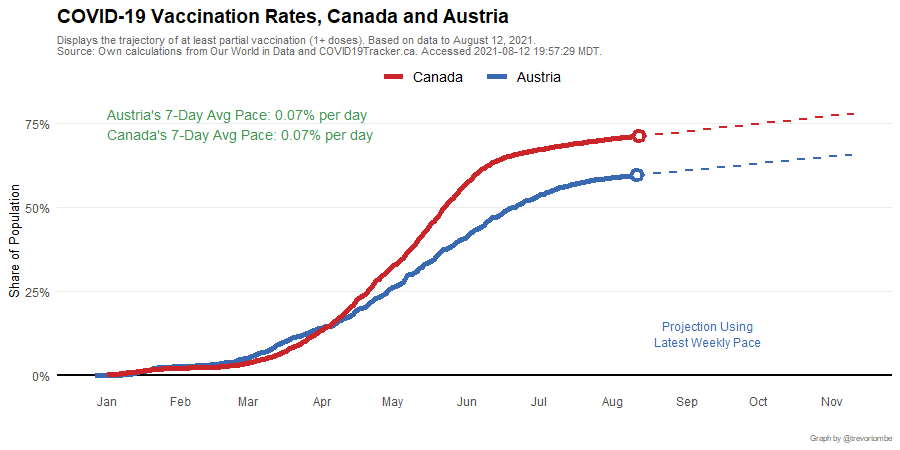 COVID-19 Vaccination Rates, Canada and Austria
Displays the trajectory of at least partial vaccination (1+ doses). Based on data to August 12, 2021.
Source: Own calculations from Our World in Data and COVID19Tracker.ca. Accessed 2021-08-12 19:57:29 MDT.
Canada Austria
Austria's 7-Day Avg Pace: 0.07% per day
Canada's 7-Day Avg Pace: 0.07% per day
75%
50%
25%
0%
Share of Population
Projection Using
Latest Weekly Pace
Jan Feb Mar Apr May Jun Jul Aug Sep Oct Nov
Graph by @trevortombe